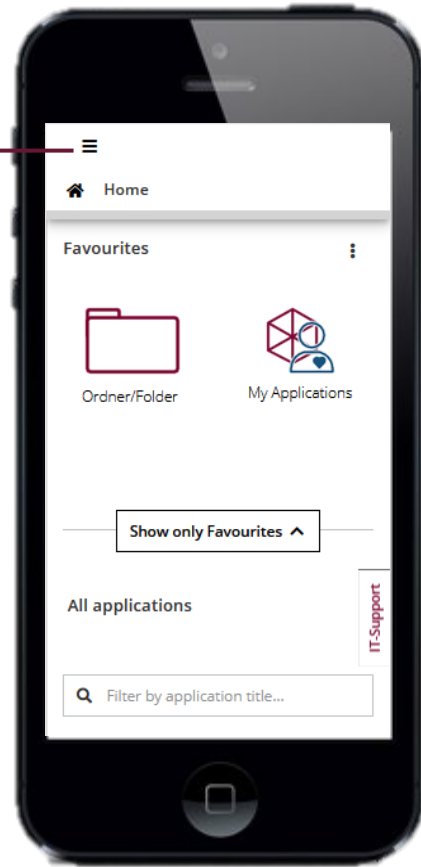 Home
Favourites
Ordner/Folder
My Applications
Show only Favourites
All applications
IT-Support
Filter by application title...